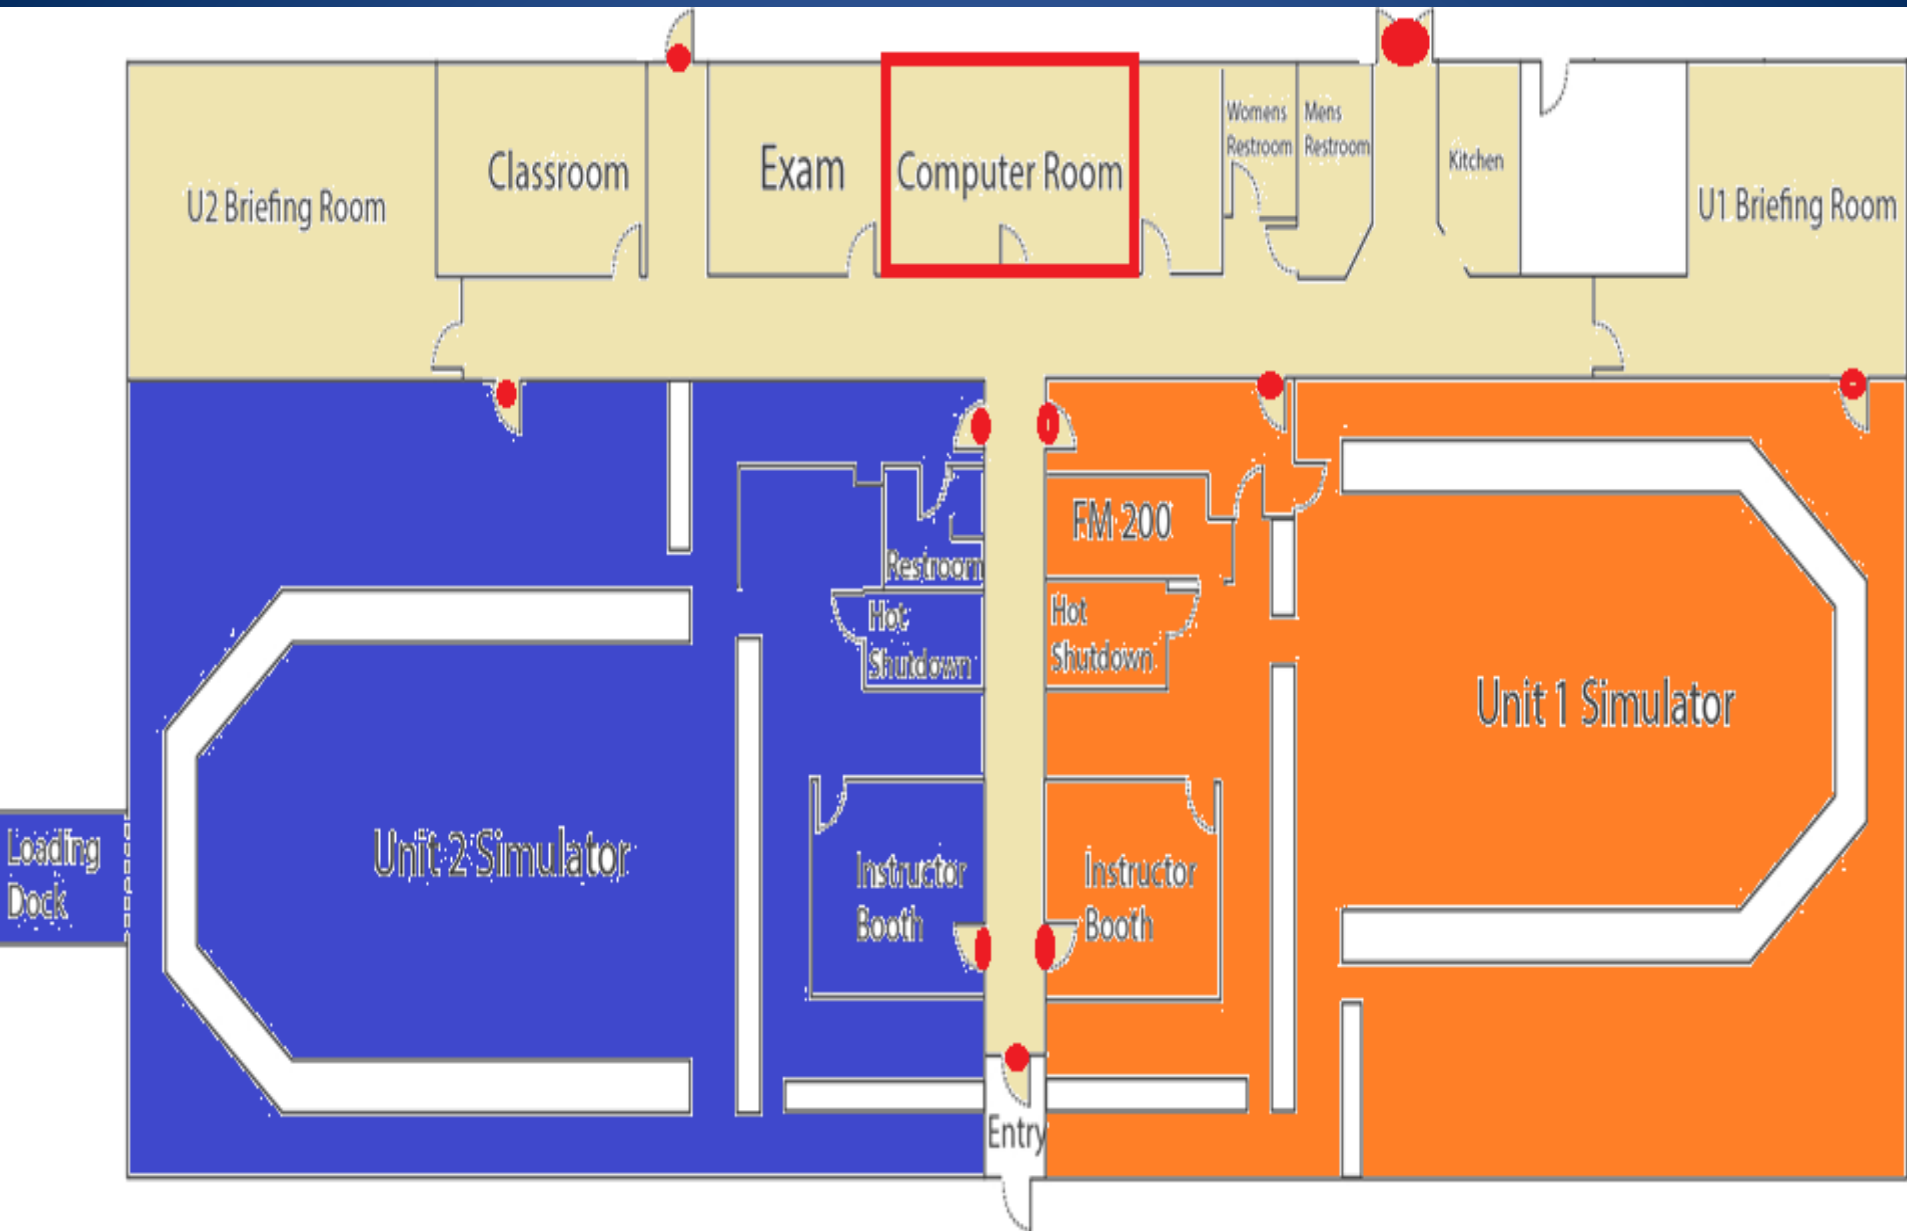 Womens
Restroom
Mens
Restroom
Classroom
Exam
Computer Room
Kitchen
U2 Briefing Room
U1 Briefing Room
FM 200
Restroom
Hot
Shutdown
Hot
Shutdown
Unit 1 Simulator
Loading
Dock
Unit 2 Simulator
Instructor
Booth
Instructor
Booth
Entry